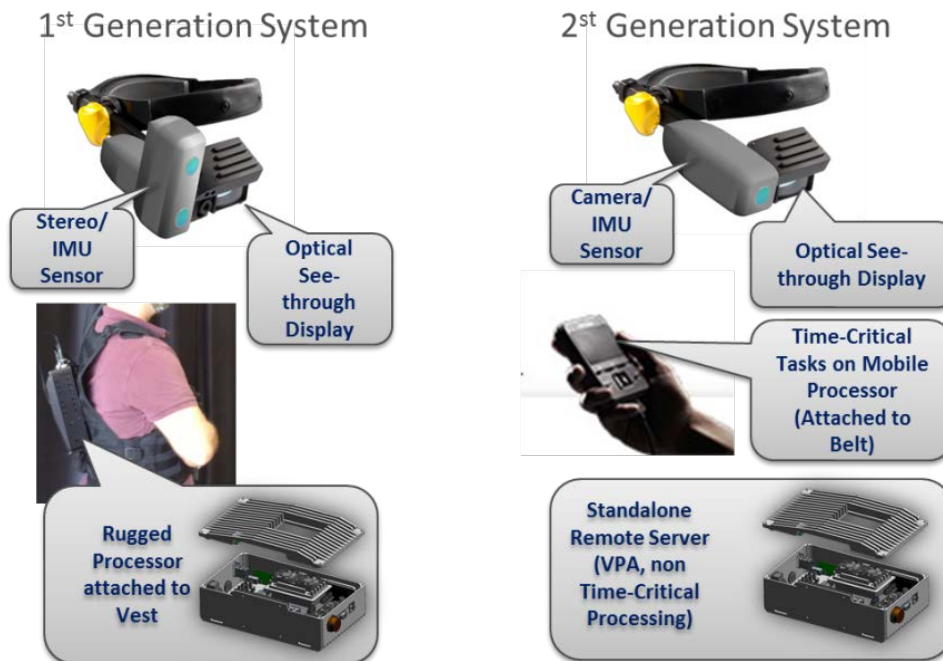 1st Generation System
Stereo/
IMU
Sensor
Optical
See-
through
Display
Rugged
Processor
attached to
Vest
2nd Generation System
Camera/
IMU
Sensor
Optical See-
through Display
Time-Critical
Tasks on Mobile
Processor
(Attached to
Belt)
Standalone
Remote Server
(VPA, non
Time-Critical
Processing)